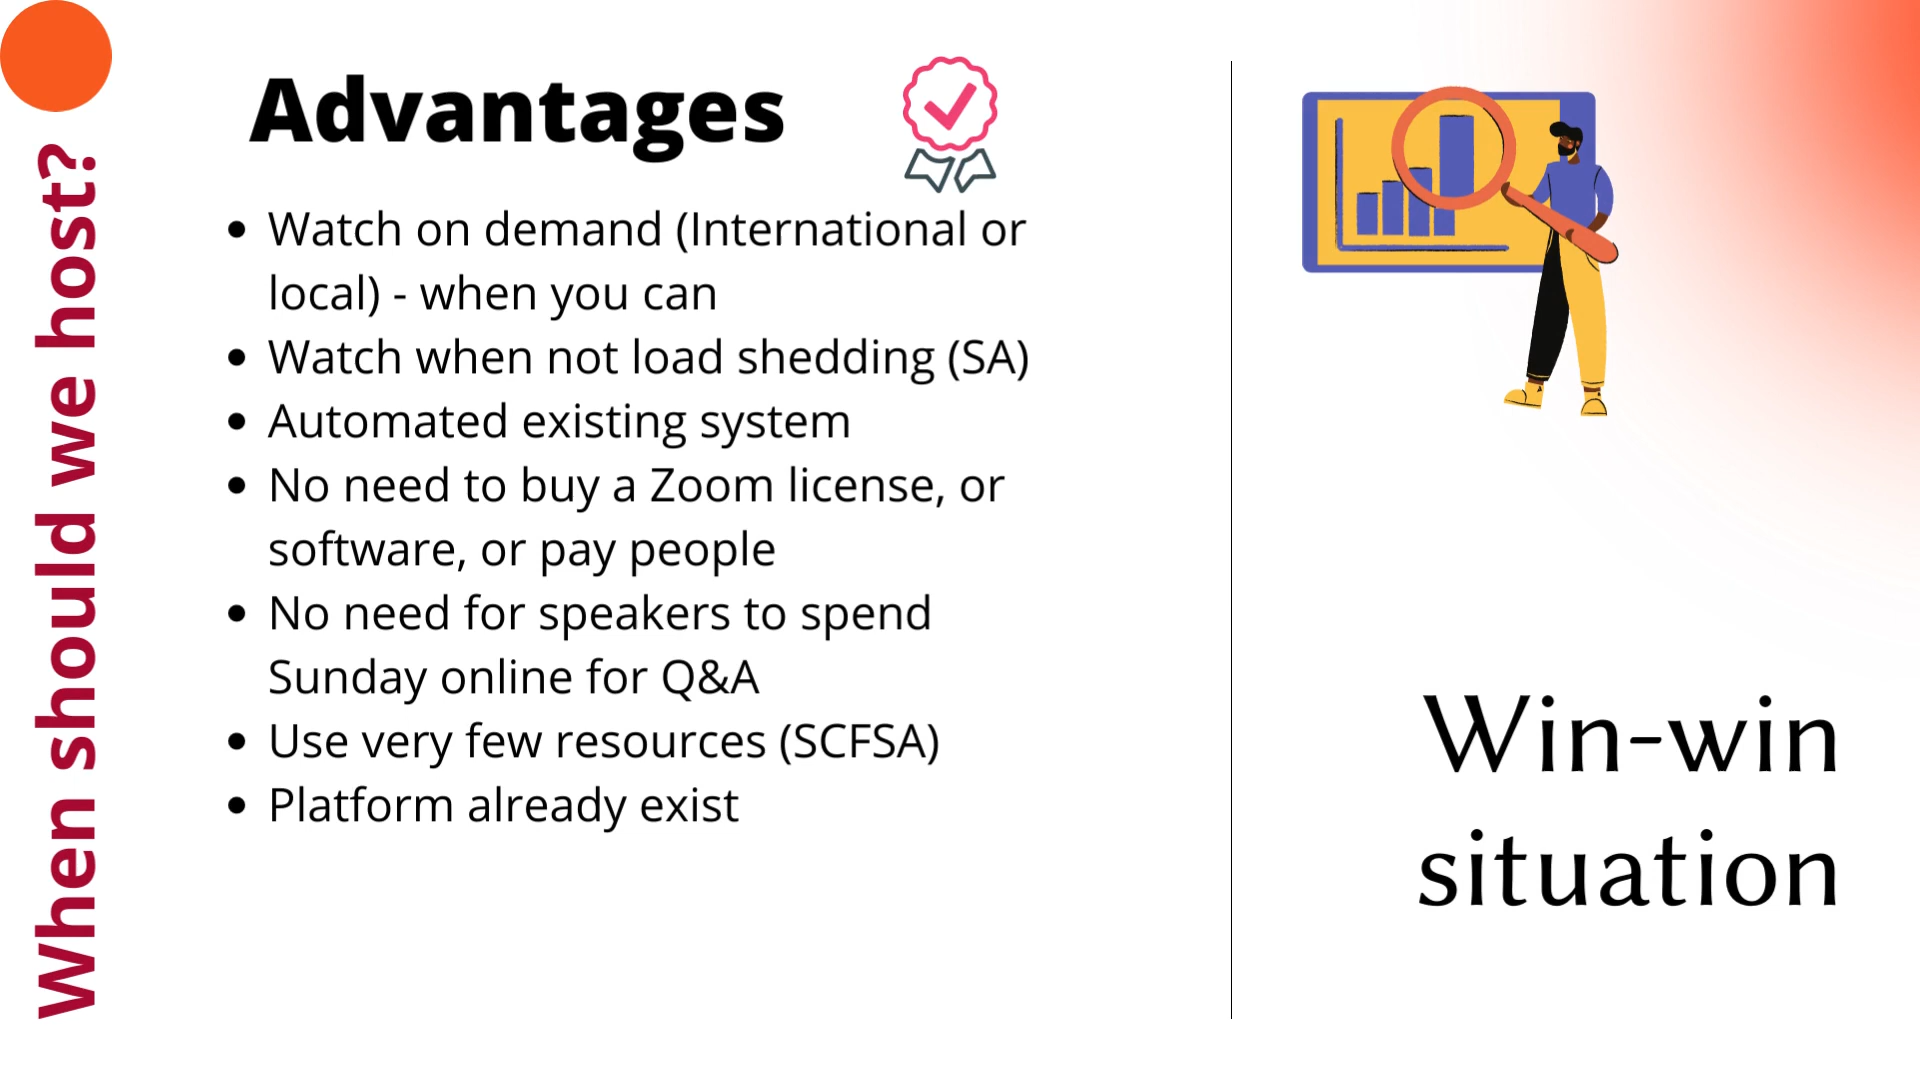 When should we host?
Advantages
• Watch on demand (International or
local) - when you can
• Watch when not load shedding (SA)
• Automated existing system
• No need to buy a Zoom license, or
software, or pay people
• No need for speakers to spend
Sunday online for Q&A
• Use very few resources (SCFSA)
• Platform already exist
Win-win
situation